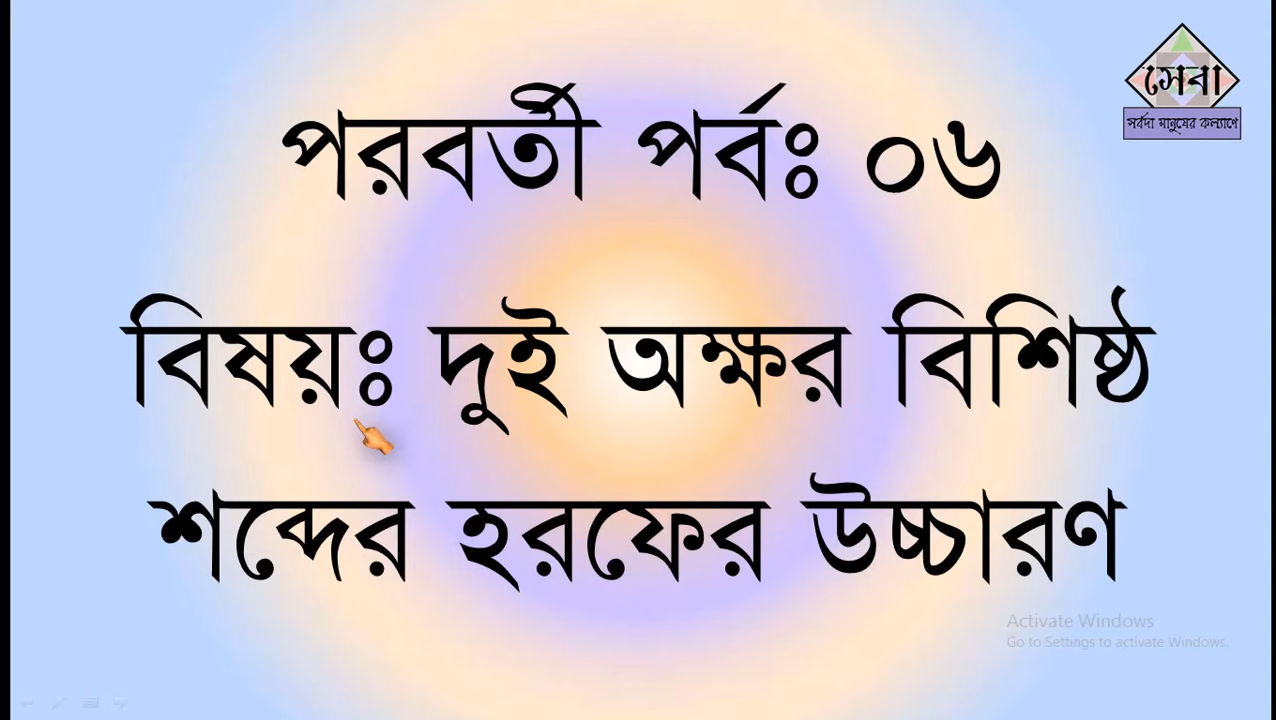 সেবা
সর্বদা মানুষের কল্যাণে
পরবর্তী পর্বঃ ০৬
বিষয়ঃ দুই অক্ষর বিশিষ্ঠ
শব্দের হরফের উচ্চারণ
Activate Windows
Go to Settings to activate Windows.